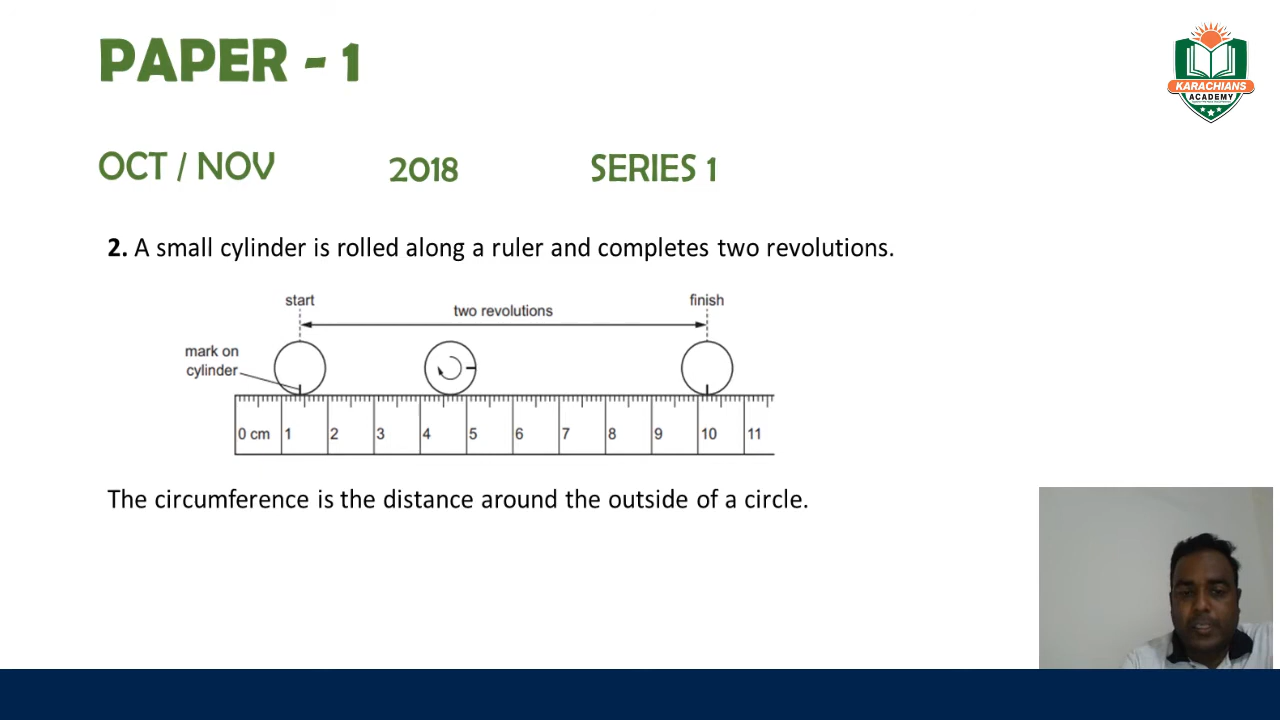 PAPER - 1
KARACHIANS
ACADEMY
OCT / NOV 2018 SERIES 1
2. A small cylinder is rolled along a ruler and completes two revolutions.
start
finish
two revolutions
mark on
cylinder
0 cm 1 2 3 4 5 6 7 8 9 10 11
The circumference is the distance around the outside of a circle.